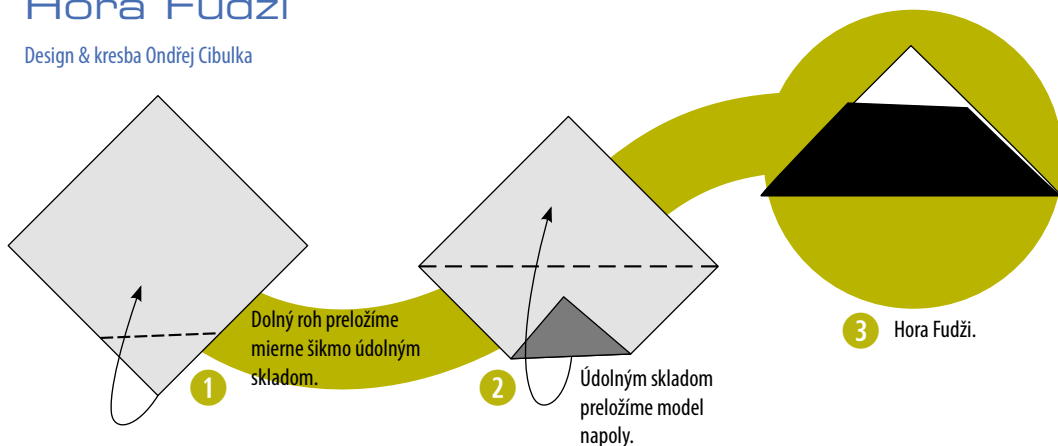 Hora Fudži
Design & kresba Ondřej Cibulka
Dolný roh preložíme
mierne šikmo údolným
skladom.
1
2
Údolným skladom
preložíme model
napoly.
3
Hora Fudži.